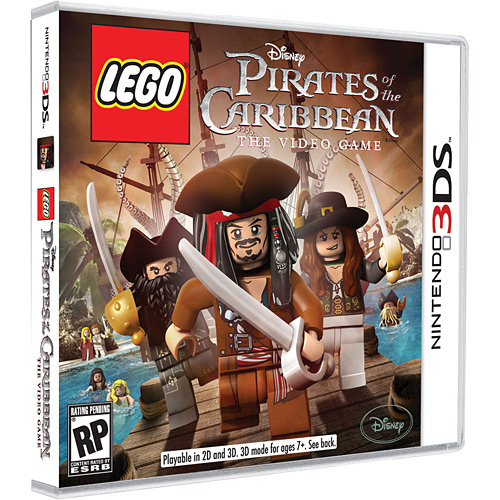 NINTENDO 3DS
LEGO
Disney
PIRATES of the CARIBBEAN
THE VIDEO GAME
LEGO
Disney
PIRATES of
the
CARIBBEAN
THE VIDEO GAME
NINTENDO 3DS™
RATING PENDING
RP
CONTENT RATED BY
ESRB
Playable in 2D and 3D. 3D mode for ages 7+. See back.
Disney